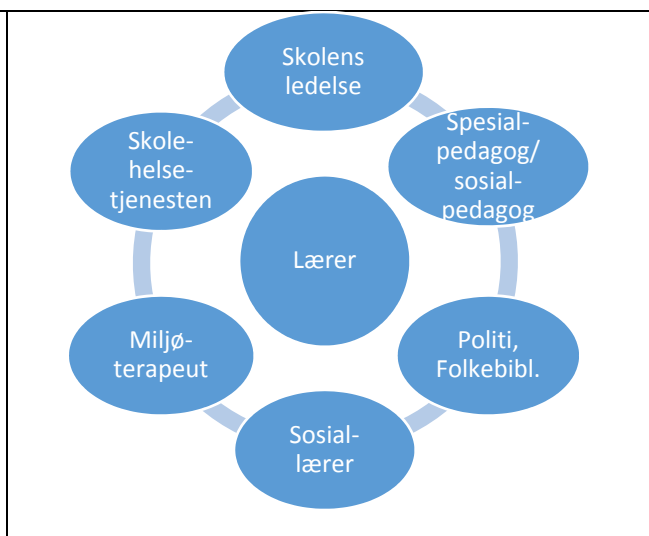 Skolens
ledelse
Spesial-
pedagog/
sosial-
pedagog
Skole-
helse-
tjenesten
Lærer
Miljø-
terapeut
Politi,
Folkebibl.
Sosial-
lærer